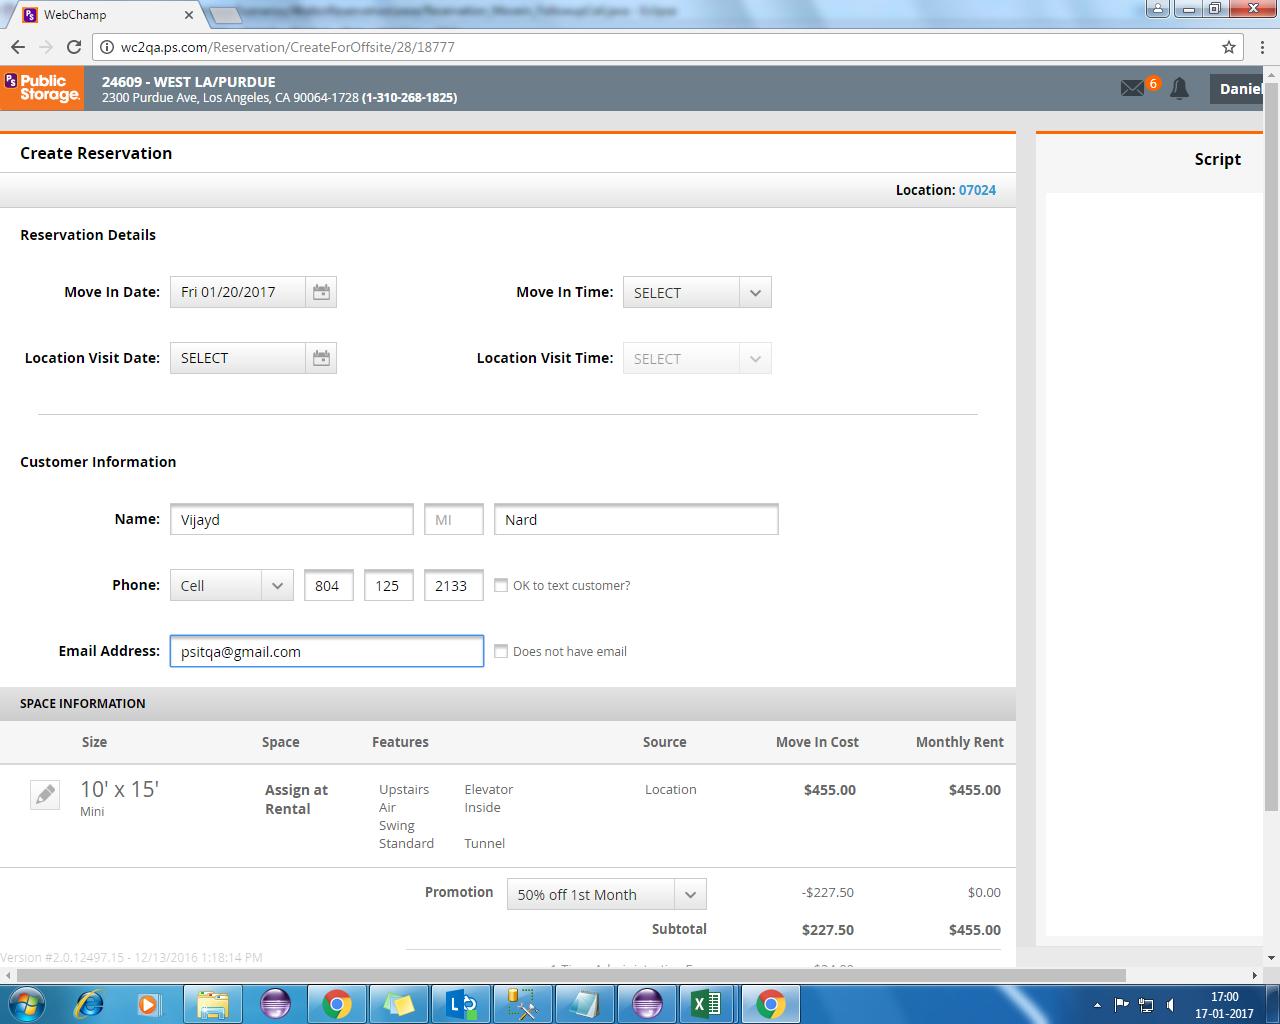 WebChamp
wc2qa.ps.com/Reservation/CreateForOffsite/28/18777
PS Public Storage.
24609 - WEST LA/PURDUE
2300 Purdue Ave, Los Angeles, CA 90064-1728 (1-310-268-1825)
6
Daniel
Create Reservation
Script
Location: 07024
Reservation Details
Move In Date: Fri 01/20/2017 Move In Time: SELECT
Location Visit Date: SELECT Location Visit Time: SELECT
Customer Information
Name: Vijayd MI Nard
Phone: Cell 804 125 2133 OK to text customer?
Email Address: psitqa@gmail.com Does not have email
SPACE INFORMATION
Size Space Features Source Move In Cost Monthly Rent
10' x 15' Assign at Upstairs Elevator Location $455.00 $455.00
Mini Rental Air Inside
Swing
Standard Tunnel
Promotion 50% off 1st Month -$227.50 $0.00
Subtotal $227.50 $455.00
Version #2.0.12497.15 - 12/13/2016 1:18:14 PM
17:00
17-01-2017